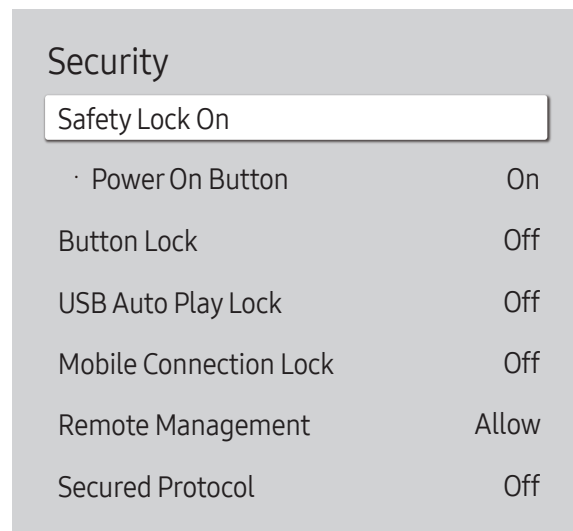 Security
Safety Lock On
· Power On Button On
Button Lock Off
USB Auto Play Lock Off
Mobile Connection Lock Off
Remote Management Allow
Secured Protocol Off